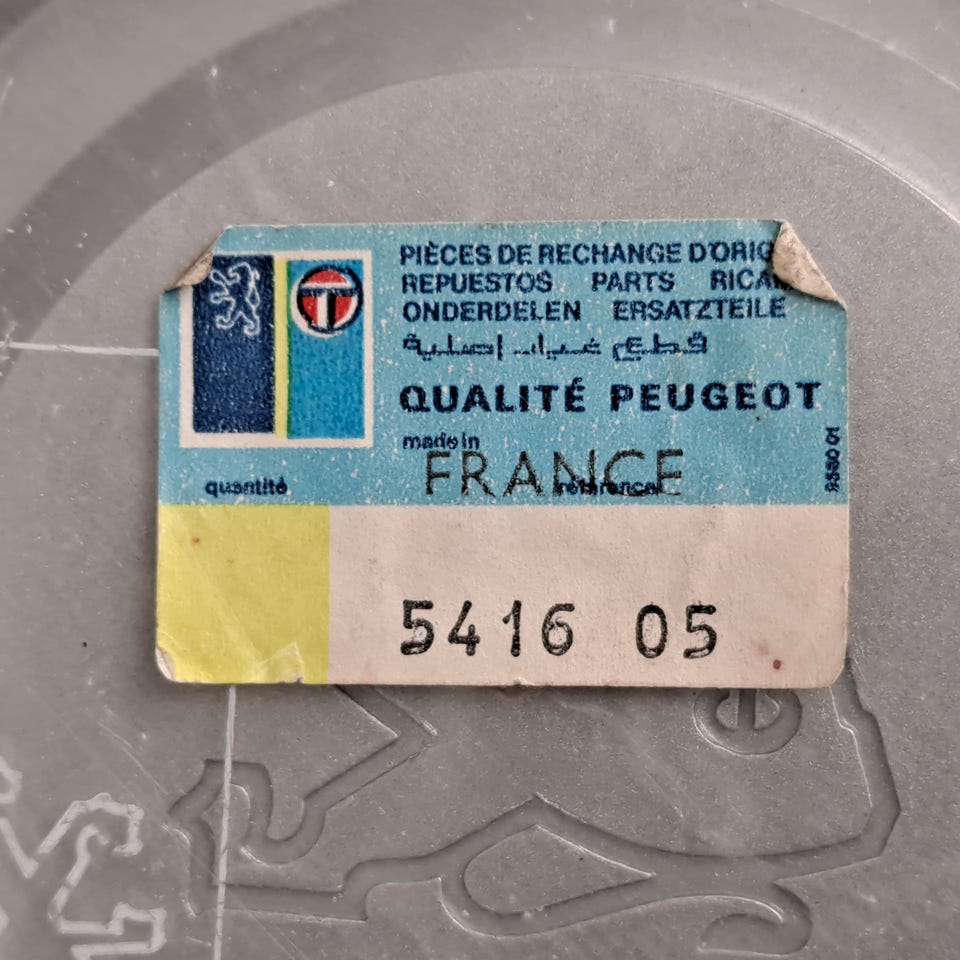 PIÈCES DE RECHANGE D'ORIG
REPUESTOS PARTS RICAM
ONDERDELEN ERSATZTEILE
قطع غيار اصلية
QUALITÉ PEUGEOT
made in
FRANCE
quantité référence
5416 05